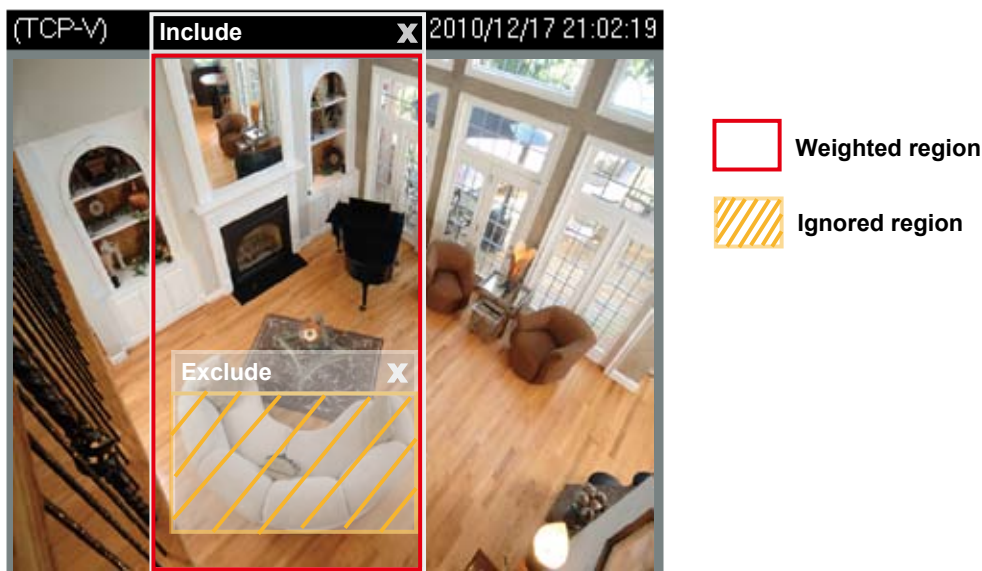 (TCP-V) Include X 2010/12/17 21:02:19
Weighted region
Ignored region
Exclude X